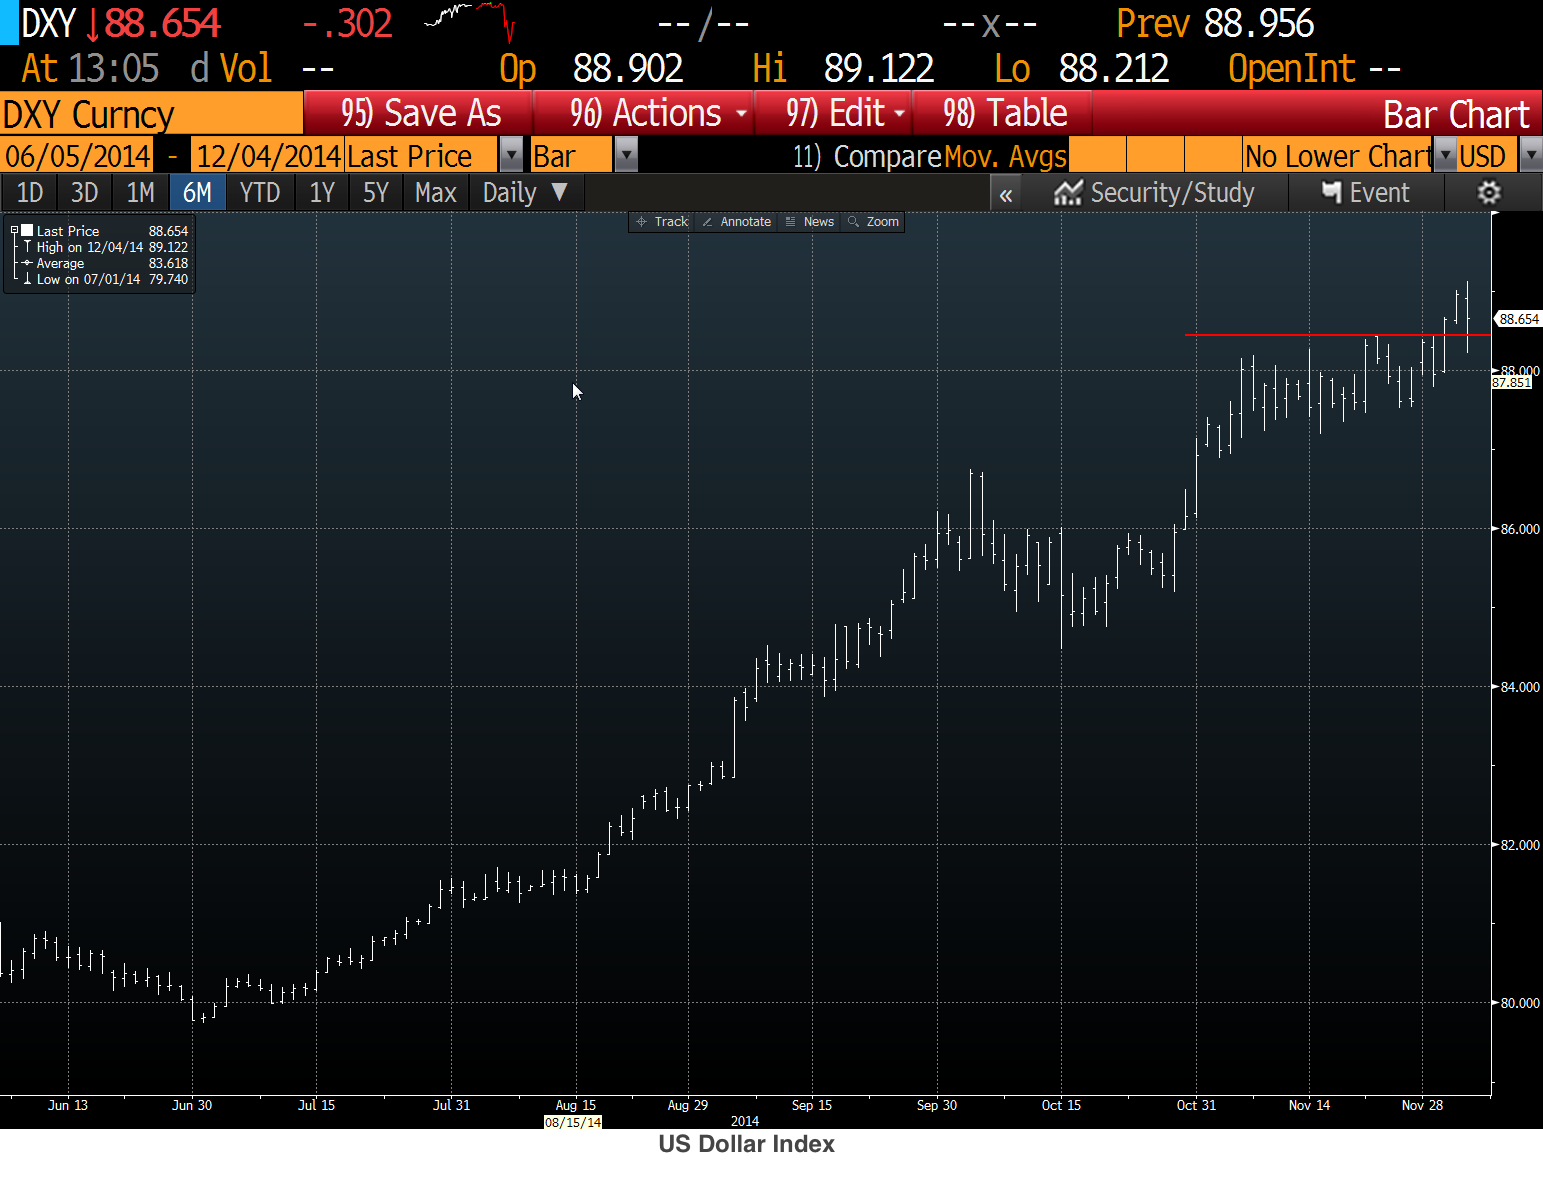 DXY ↓88.654 -.302 --/-- --x-- Prev 88.956
At 13:05 d Vol -- Op 88.902 Hi 89.122 Lo 88.212 OpenInt --
DXY Curncy 95) Save As 96) Actions 97) Edit 98) Table Bar Chart
06/05/2014 - 12/04/2014 Last Price Bar 11) Compare Mov. Avgs No Lower Chart USD
1D 3D 1M 6M YTD 1Y 5Y Max Daily ▼ « Security/Study Event
Track Annotate News Zoom
Last Price 88.654
High on 12/04/14 89.122
Average 83.618
Low on 07/01/14 79.740
88.654
88.000
87.851
86.000
84.000
82.000
80.000
Jun 13 Jun 30 Jul 15 Jul 31 Aug 15 Aug 29 Sep 15 Sep 30 Oct 15 Oct 31 Nov 14 Nov 28
08/15/14 2014
US Dollar Index